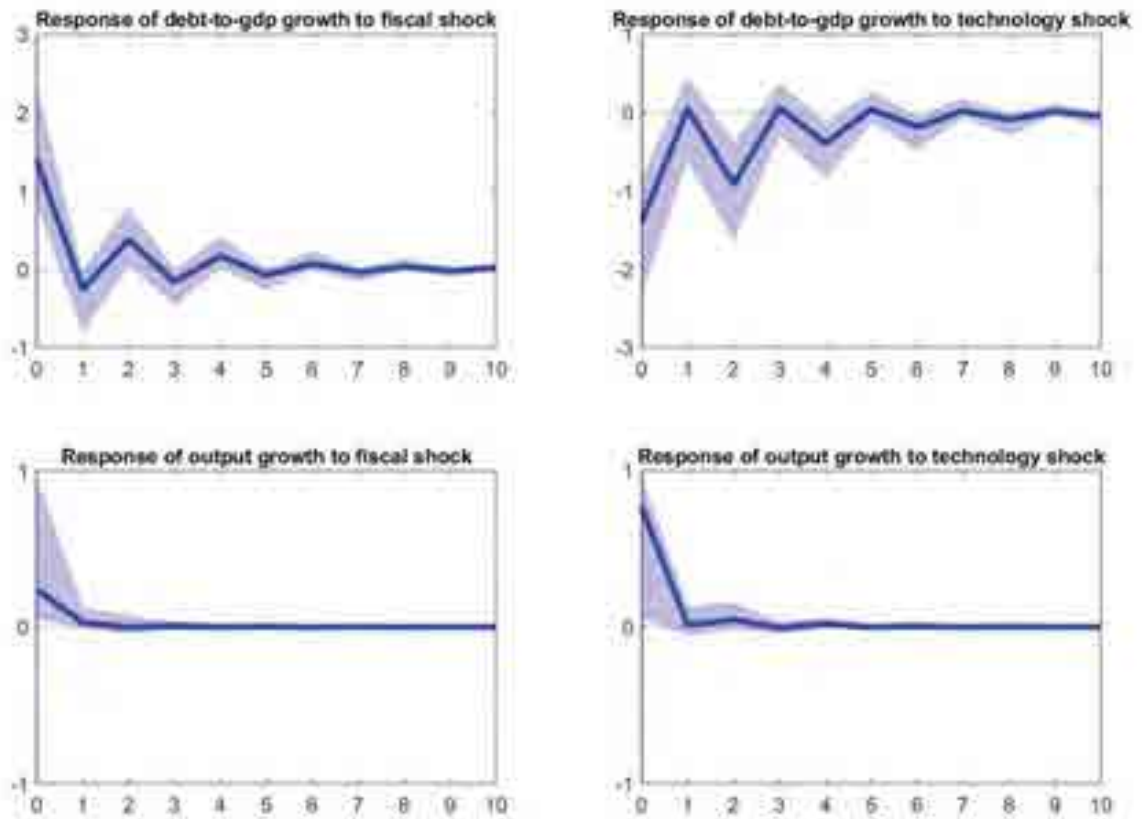 Response of debt-to-gdp growth to fiscal shock
3
2
1
0
-1
0 1 2 3 4 5 6 7 8 9 10
Response of debt-to-gdp growth to technology shock
1
0
-1
-2
-3
0 1 2 3 4 5 6 7 8 9 10
Response of output growth to fiscal shock
1
0
-1
0 1 2 3 4 5 6 7 8 9 10
Response of output growth to technology shock
1
0
-1
0 1 2 3 4 5 6 7 8 9 10